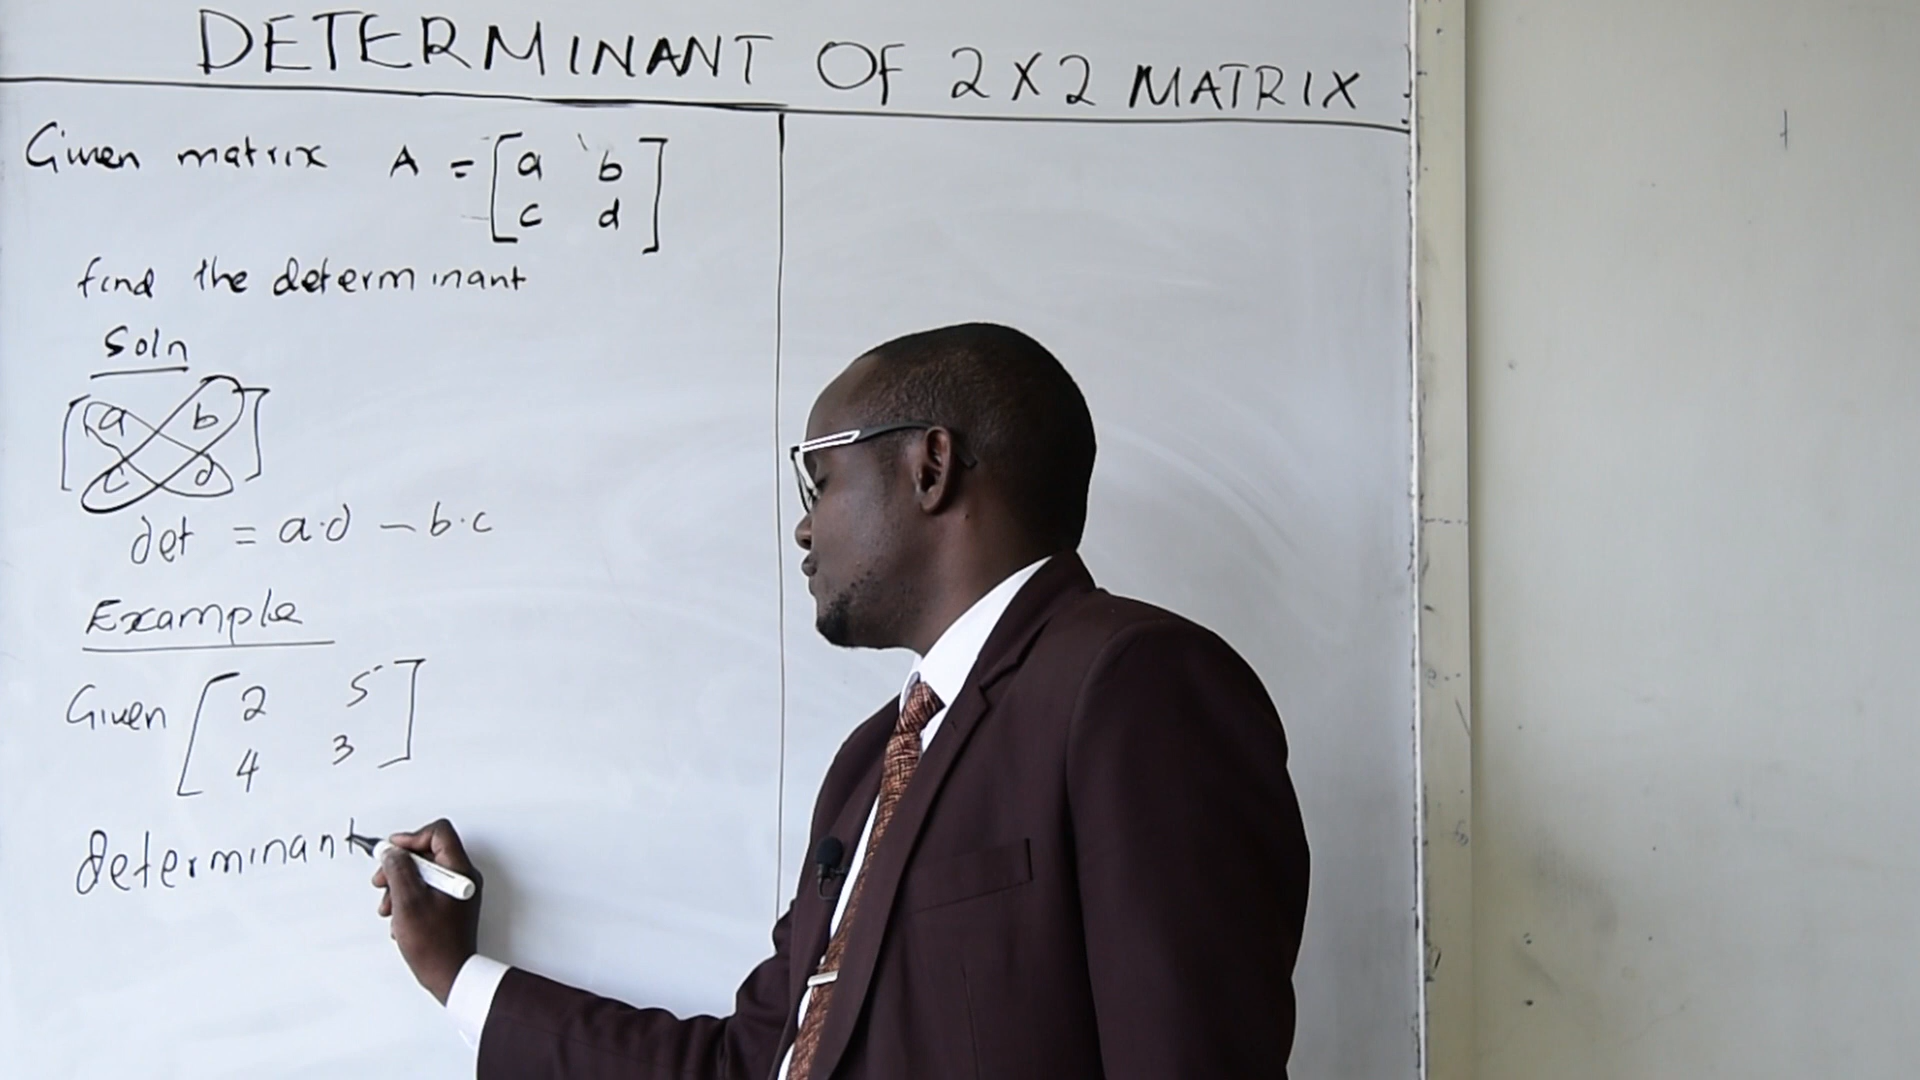 DETERMINANT OF 2X2 MATRIX
Given matrix A = [a b
c d]
find the determinant
Soln
[a b
c d]
det = a·d - b·c
Example
Given [2 5
4 3]
determinant